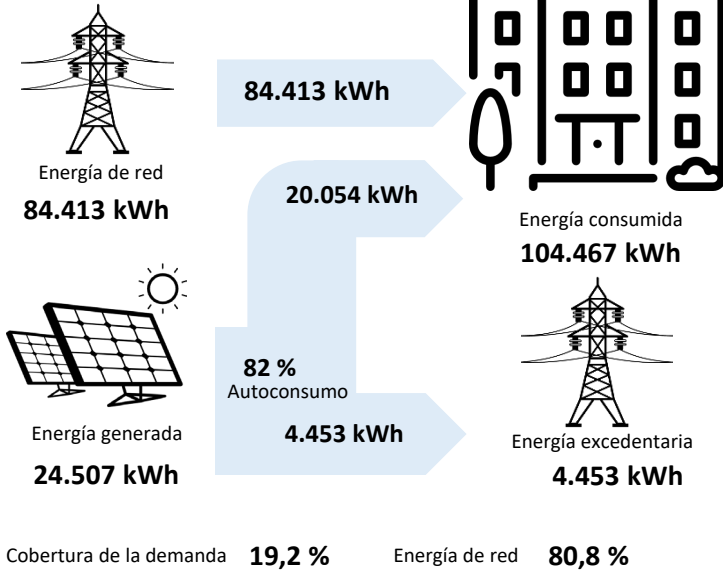 84.413 kWh
Energía de red
84.413 kWh
20.054 kWh
Energía consumida
104.467 kWh
82 %
Autoconsumo
Energía generada
24.507 kWh
4.453 kWh
Energía excedentaria
4.453 kWh
Cobertura de la demanda 19,2 % Energía de red 80,8 %